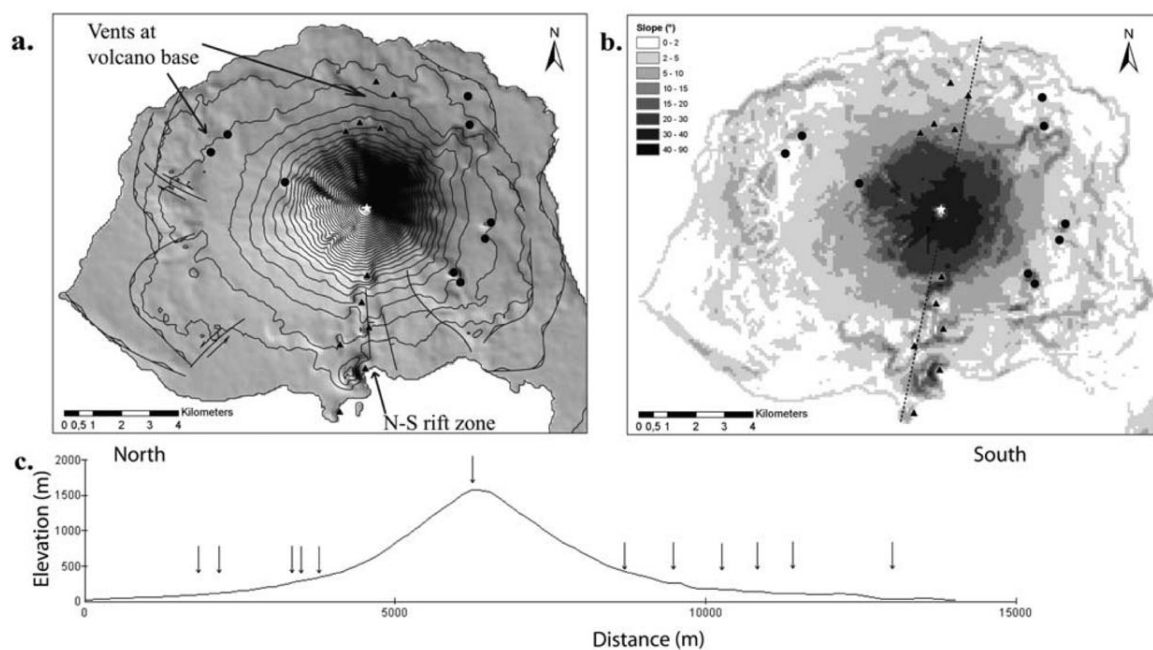 a.
Vents at
volcano base
N
N-S rift zone
Kilometers
0 0,5 1 2 3 4
b.
Slope (°)
0 - 2
2 - 5
5 - 10
10 - 15
15 - 20
20 - 30
30 - 40
40 - 90
N
Kilometers
0 0,5 1 2 3 4
c.
North
South
Elevation (m)
2000
1500
1000
500
0
0
5000
10000
15000
Distance (m)